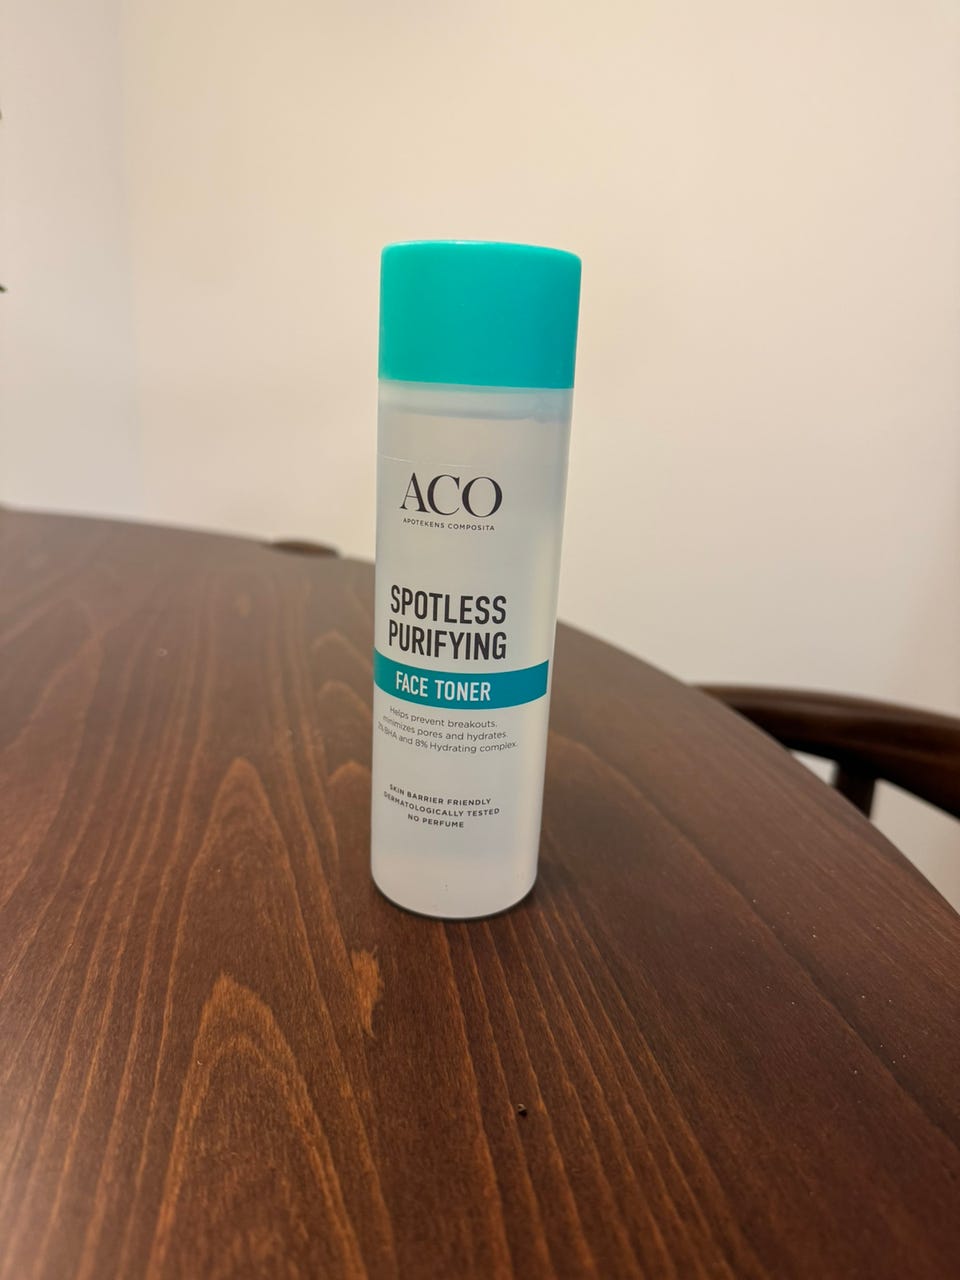 ACO
APOTEKENS COMPOSITA
SPOTLESS
PURIFYING
FACE TONER
Helps prevent breakouts,
minimizes pores and hydrates.
BHA and 8% Hydrating complex.
SKIN BARRIER FRIENDLY
DERMATOLOGICALLY TESTED
NO PERFUME